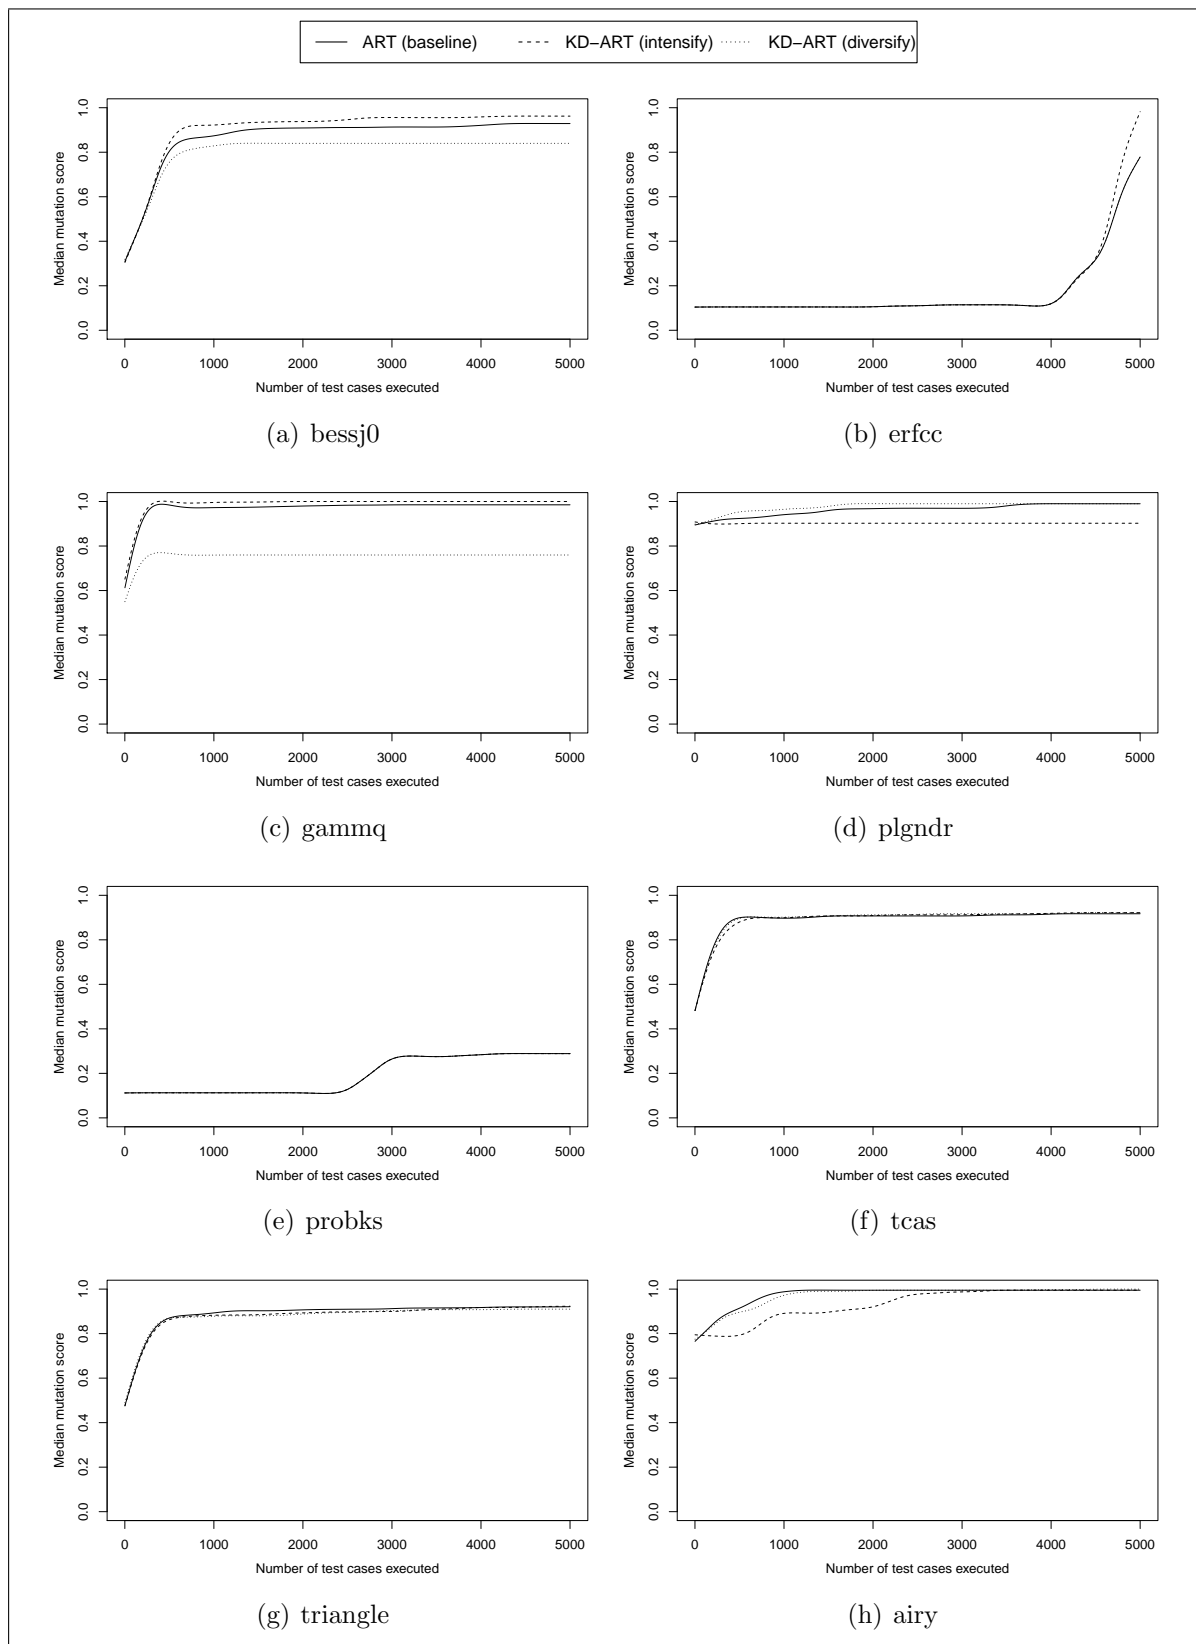 ART (baseline) KD−ART (intensify) KD−ART (diversify)
Median mutation score
0.0 0.2 0.4 0.6 0.8 1.0
0 1000 2000 3000 4000 5000
Number of test cases executed
(a) bessj0
Median mutation score
0.0 0.2 0.4 0.6 0.8 1.0
0 1000 2000 3000 4000 5000
Number of test cases executed
(b) erfcc
Median mutation score
0.0 0.2 0.4 0.6 0.8 1.0
0 1000 2000 3000 4000 5000
Number of test cases executed
(c) gammq
Median mutation score
0.0 0.2 0.4 0.6 0.8 1.0
0 1000 2000 3000 4000 5000
Number of test cases executed
(d) plgndr
Median mutation score
0.0 0.2 0.4 0.6 0.8 1.0
0 1000 2000 3000 4000 5000
Number of test cases executed
(e) probks
Median mutation score
0.0 0.2 0.4 0.6 0.8 1.0
0 1000 2000 3000 4000 5000
Number of test cases executed
(f) tcas
Median mutation score
0.0 0.2 0.4 0.6 0.8 1.0
0 1000 2000 3000 4000 5000
Number of test cases executed
(g) triangle
Median mutation score
0.0 0.2 0.4 0.6 0.8 1.0
0 1000 2000 3000 4000 5000
Number of test cases executed
(h) airy